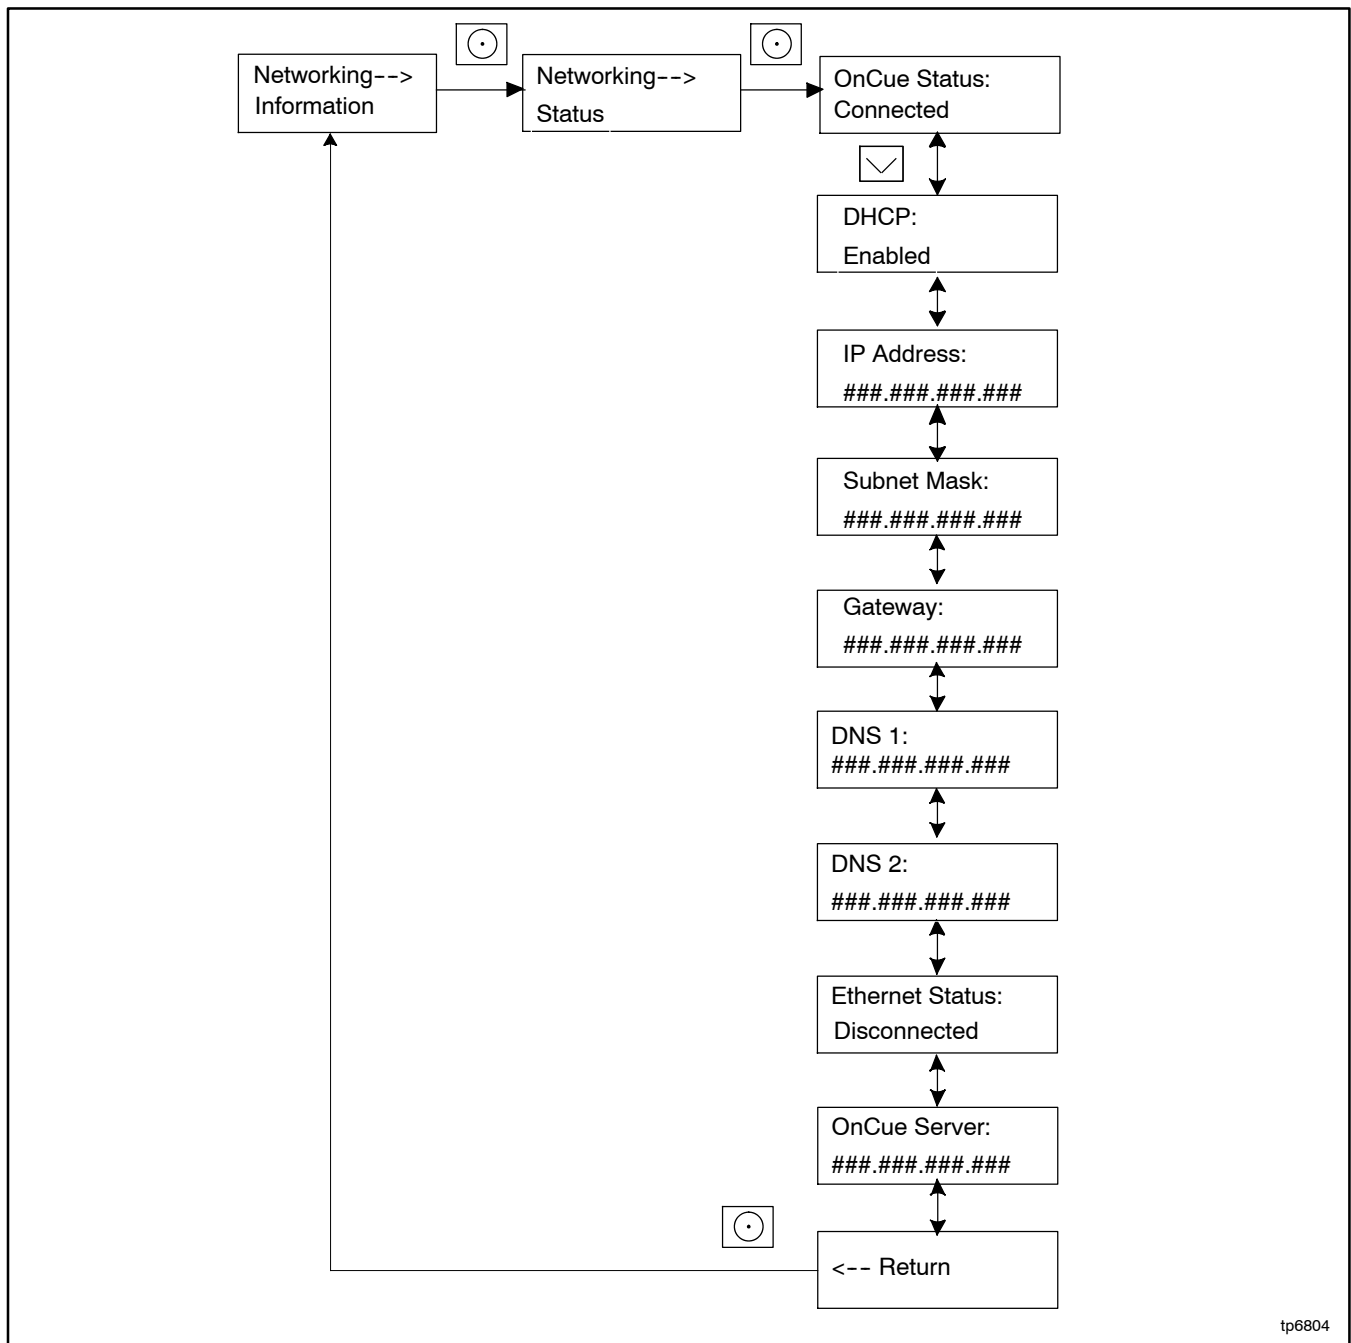 Networking-->
Information
Networking-->
Status
OnCue Status:
Connected
DHCP:
Enabled
IP Address:
###.###.###.###
Subnet Mask:
###.###.###.###
Gateway:
###.###.###.###
DNS 1:
###.###.###.###
DNS 2:
###.###.###.###
Ethernet Status:
Disconnected
OnCue Server:
###.###.###.###
<-- Return
tp6804